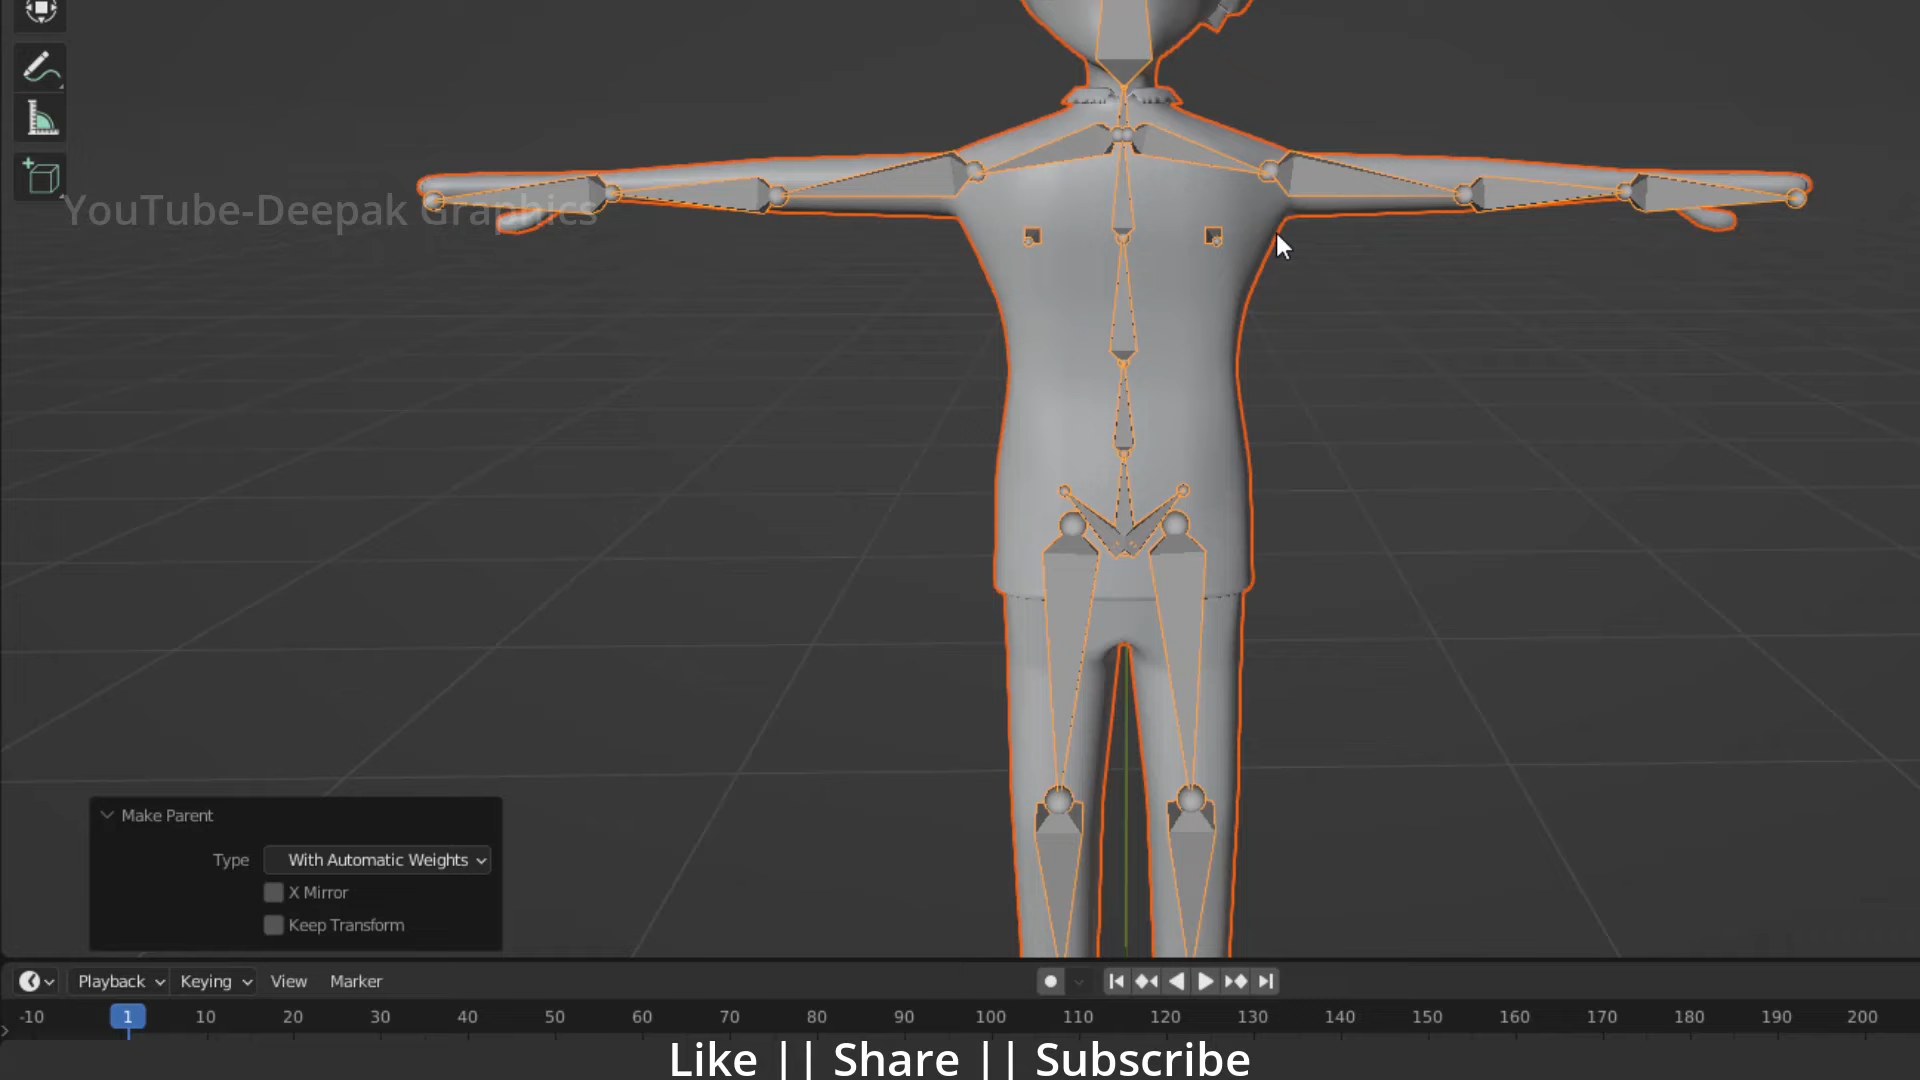 YouTube-Deepak Graphics
Make Parent
Type With Automatic Weights
X Mirror
Keep Transform
Playback Keying View Marker
-10 1 10 20 30 40 50 60 70 80 90 100 110 120 130 140 150 160 170 180 190 200
Like || Share || Subscribe